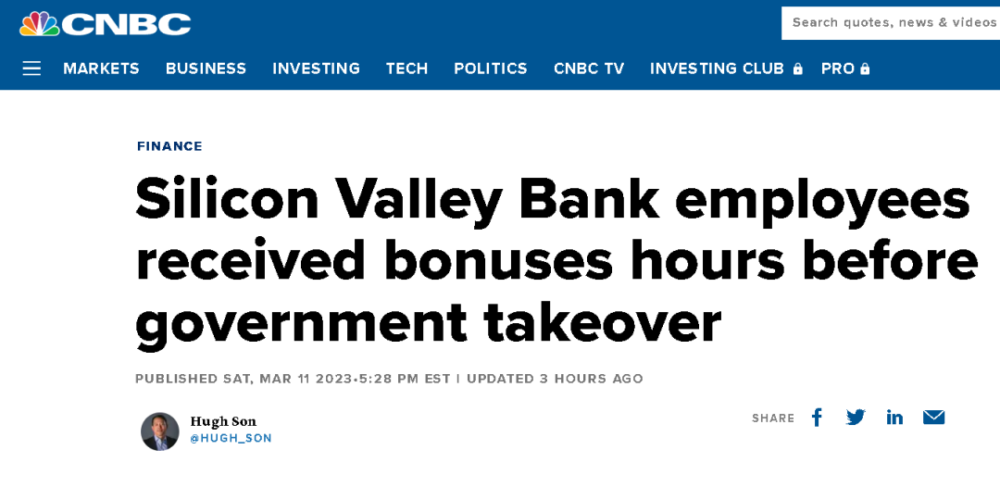 CNBC
Search quotes, news & videos
MARKETS BUSINESS INVESTING TECH POLITICS CNBC TV INVESTING CLUB PRO
FINANCE
Silicon Valley Bank employees
received bonuses hours before
government takeover
PUBLISHED SAT, MAR 11 2023•5:28 PM EST | UPDATED 3 HOURS AGO
Hugh Son
@HUGH_SON
SHARE